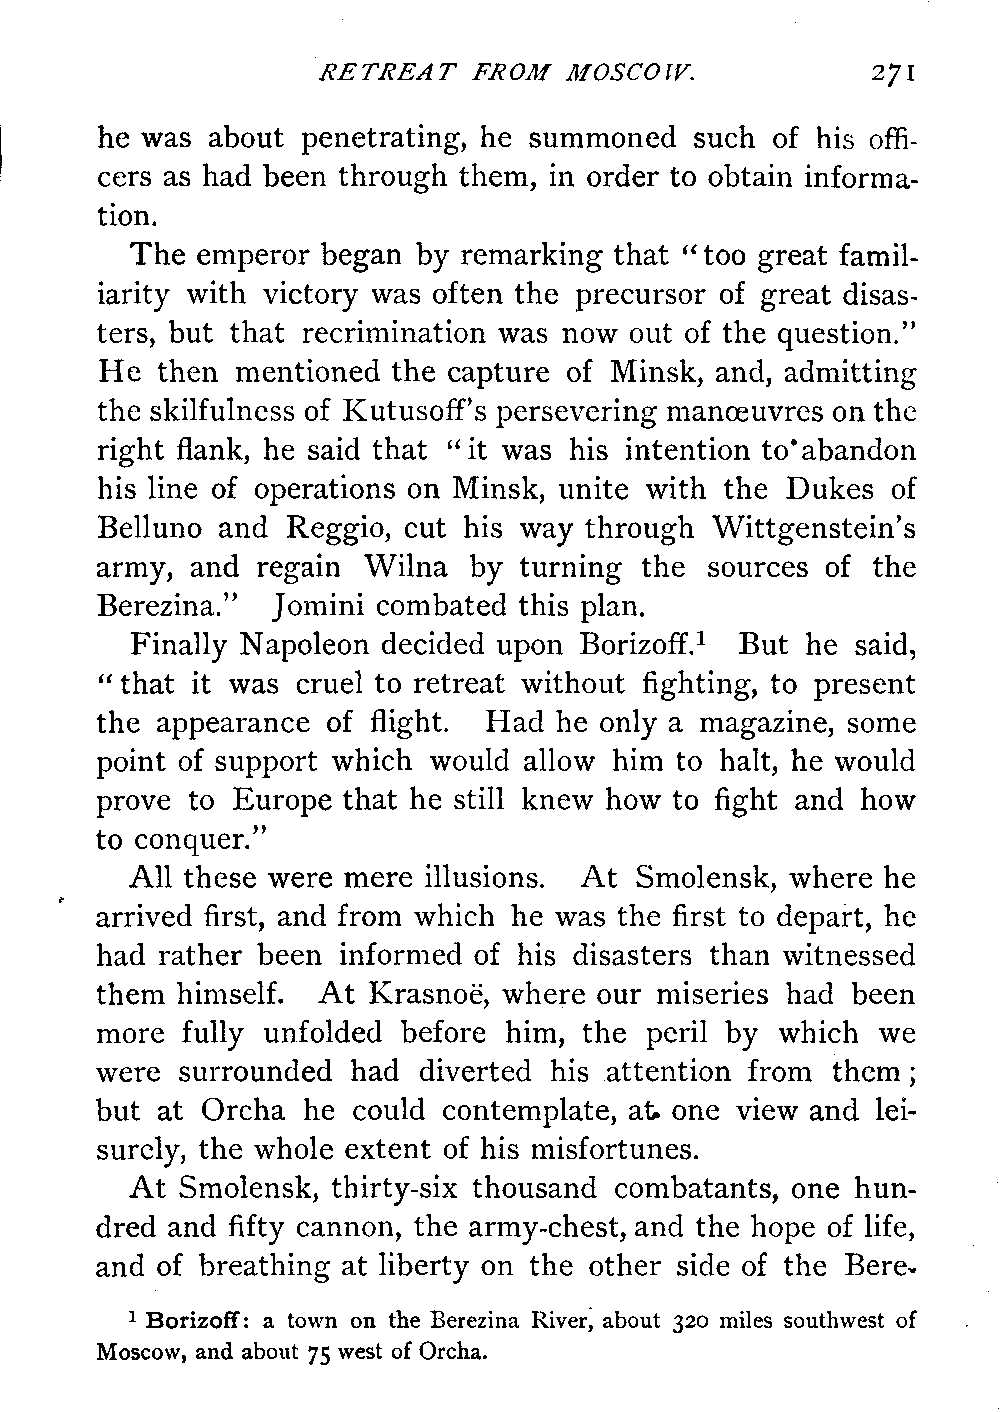 RETREAT FROM MOSCOW. 271
he was about penetrating, he summoned such of his offi-
cers as had been through them, in order to obtain informa-
tion.
The emperor began by remarking that “too great famil-
iarity with victory was often the precursor of great disas-
ters, but that recrimination was now out of the question.”
He then mentioned the capture of Minsk, and, admitting
the skilfulness of Kutusoff’s persevering manœuvres on the
right flank, he said that “it was his intention to abandon
his line of operations on Minsk, unite with the Dukes of
Belluno and Reggio, cut his way through Wittgenstein’s
army, and regain Wilna by turning the sources of the
Berezina.” Jomini combated this plan.
Finally Napoleon decided upon Borizoff.¹ But he said,
“that it was cruel to retreat without fighting, to present
the appearance of flight. Had he only a magazine, some
point of support which would allow him to halt, he would
prove to Europe that he still knew how to fight and how
to conquer.”
All these were mere illusions. At Smolensk, where he
arrived first, and from which he was the first to depart, he
had rather been informed of his disasters than witnessed
them himself. At Krasnoë, where our miseries had been
more fully unfolded before him, the peril by which we
were surrounded had diverted his attention from them;
but at Orcha he could contemplate, at one view and lei-
surely, the whole extent of his misfortunes.
At Smolensk, thirty-six thousand combatants, one hun-
dred and fifty cannon, the army-chest, and the hope of life,
and of breathing at liberty on the other side of the Bere-
¹ Borizoff: a town on the Berezina River, about 320 miles southwest of
Moscow, and about 75 west of Orcha.